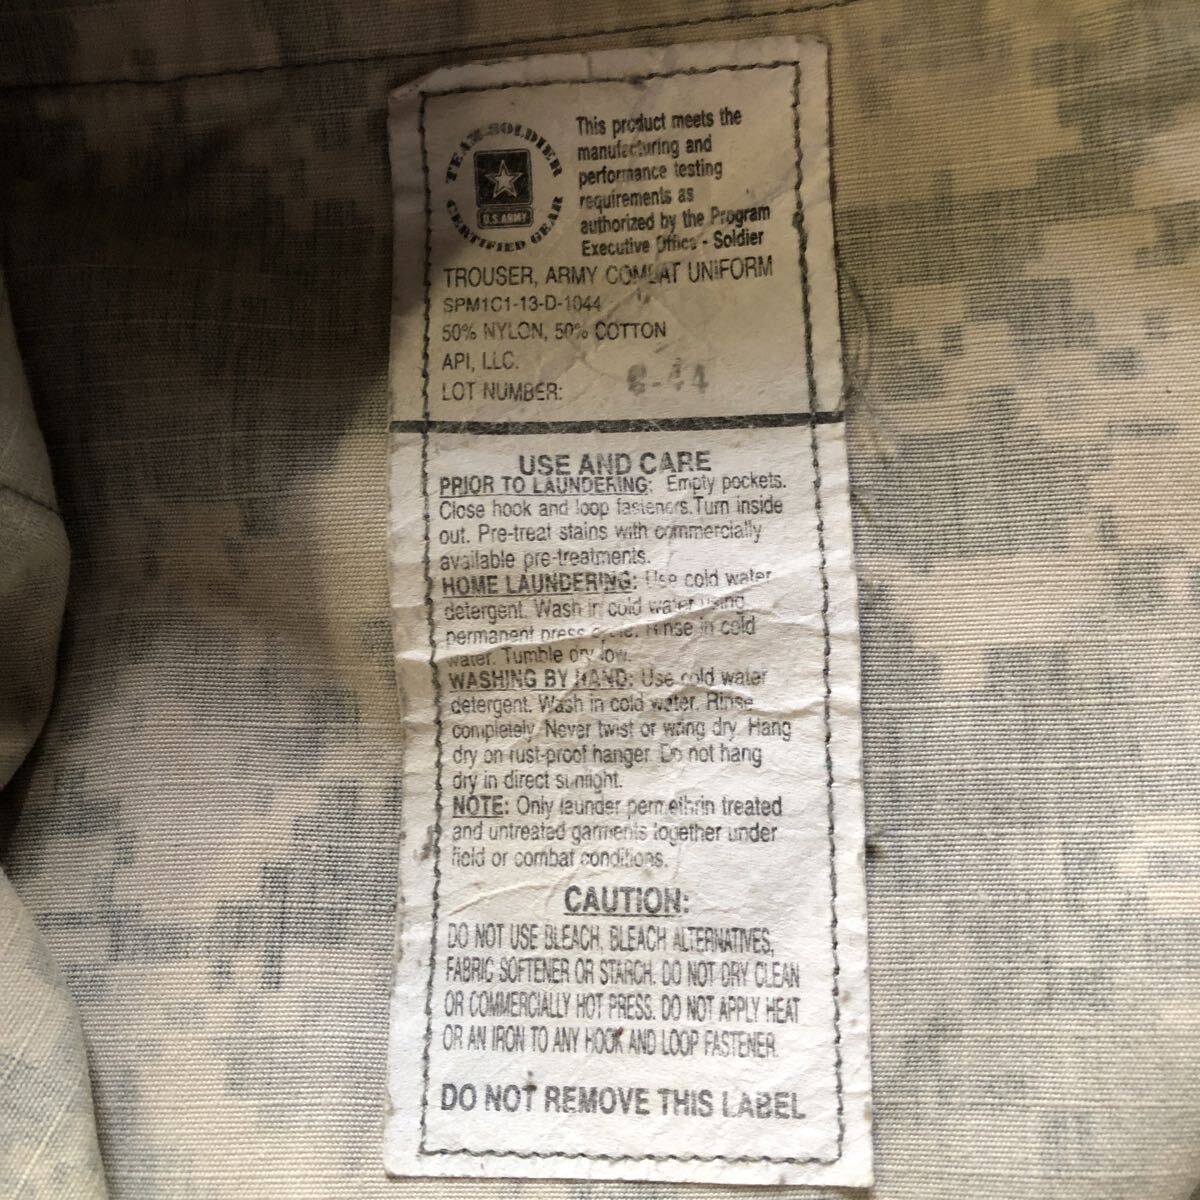 TEAM SOLDIER
U.S. ARMY
CERTIFIED GEAR
This product meets the
manufacturing and
performance testing
requirements as
authorized by the Program
Executive Office - Soldier
TROUSER, ARMY COMBAT UNIFORM
SPM1C1-13-D-1044
50% NYLON, 50% COTTON
API, LLC.
LOT NUMBER:
USE AND CARE
PRIOR TO LAUNDERING: Empty pockets.
Close hook and loop fasteners. Turn inside
out. Pre-treat stains with commercially
available pre-treatments.
HOME LAUNDERING: Use cold water
detergent. Wash in cold water using
permanent press cycle. Rinse in cold
water. Tumble dry low.
WASHING BY HAND: Use cold water
detergent. Wash in cold water. Rinse
completely. Never twist or wring dry. Hang
dry on rust-proof hanger. Do not hang
dry in direct sunlight.
NOTE: Only launder permethrin treated
and untreated garments together under
field or combat conditions.
CAUTION:
DO NOT USE BLEACH, BLEACH ALTERNATIVES,
FABRIC SOFTENER OR STARCH. DO NOT DRY CLEAN
OR COMMERCIALLY HOT PRESS. DO NOT APPLY HEAT
OR AN IRON TO ANY HOOK AND LOOP FASTENER.
DO NOT REMOVE THIS LABEL